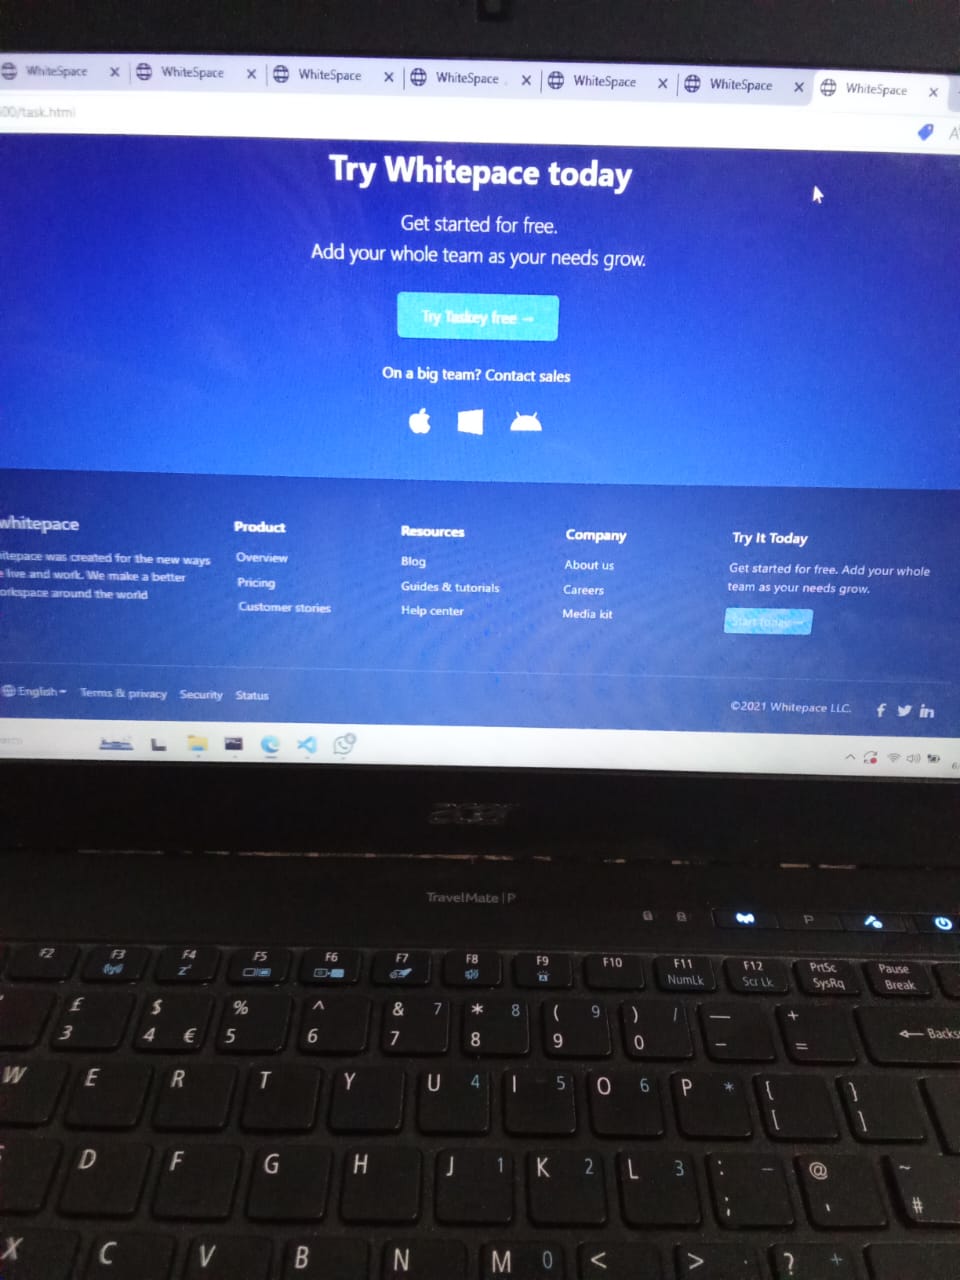 WhiteSpace
WhiteSpace
WhiteSpace
WhiteSpace
WhiteSpace
WhiteSpace
WhiteSpace
00/task.html
Try Whitepace today
Get started for free.
Add your whole team as your needs grow.
Try Taskey free →
On a big team? Contact sales
whitepace
itepace was created for the new ways
live and work. We make a better
orkspace around the world
Product
Overview
Pricing
Customer stories
Resources
Blog
Guides & tutorials
Help center
Company
About us
Careers
Media kit
Try It Today
Get started for free. Add your whole
team as your needs grow.
Start today →
English
Terms & privacy
Security
Status
©2021 Whitepace LLC.
f
in
acer
TravelMate | P
P
F2 F3 F4 F5 F6 F7 F8 F9 F10 F11 F12 PrtSc Pause
Z NumLk Scr Lk SysRq Break
£ $ % ^ & 7 * 8 ( 9 ) / — +
3 4 € 5 6 7 8 9 0 - = ← Backs
W E R T Y U 4 I 5 O 6 P * { }
[ ]
D F G H J 1 K 2 L 3 : - @ ~
; ' #
X C V B N M 0 < > . ? +